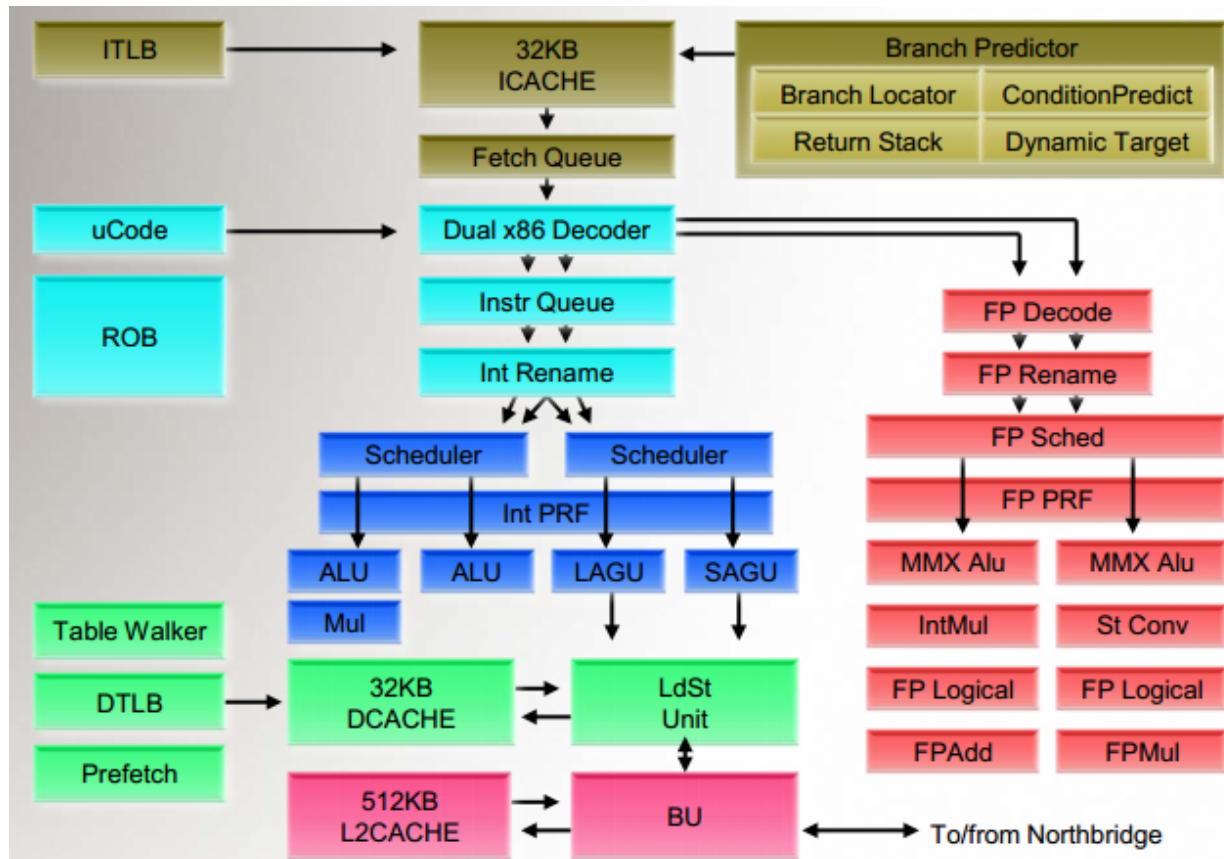 ITLB
32KB
ICACHE
Branch Predictor
Branch Locator
ConditionPredict
Return Stack
Dynamic Target
Fetch Queue
uCode
Dual x86 Decoder
ROB
Instr Queue
Int Rename
FP Decode
FP Rename
FP Sched
Scheduler
Scheduler
Int PRF
FP PRF
ALU
ALU
LAGU
SAGU
MMX Alu
MMX Alu
Mul
IntMul
St Conv
Table Walker
DTLB
Prefetch
32KB
DCACHE
LdSt
Unit
FP Logical
FP Logical
FPAdd
FPMul
512KB
L2CACHE
BU
To/from Northbridge